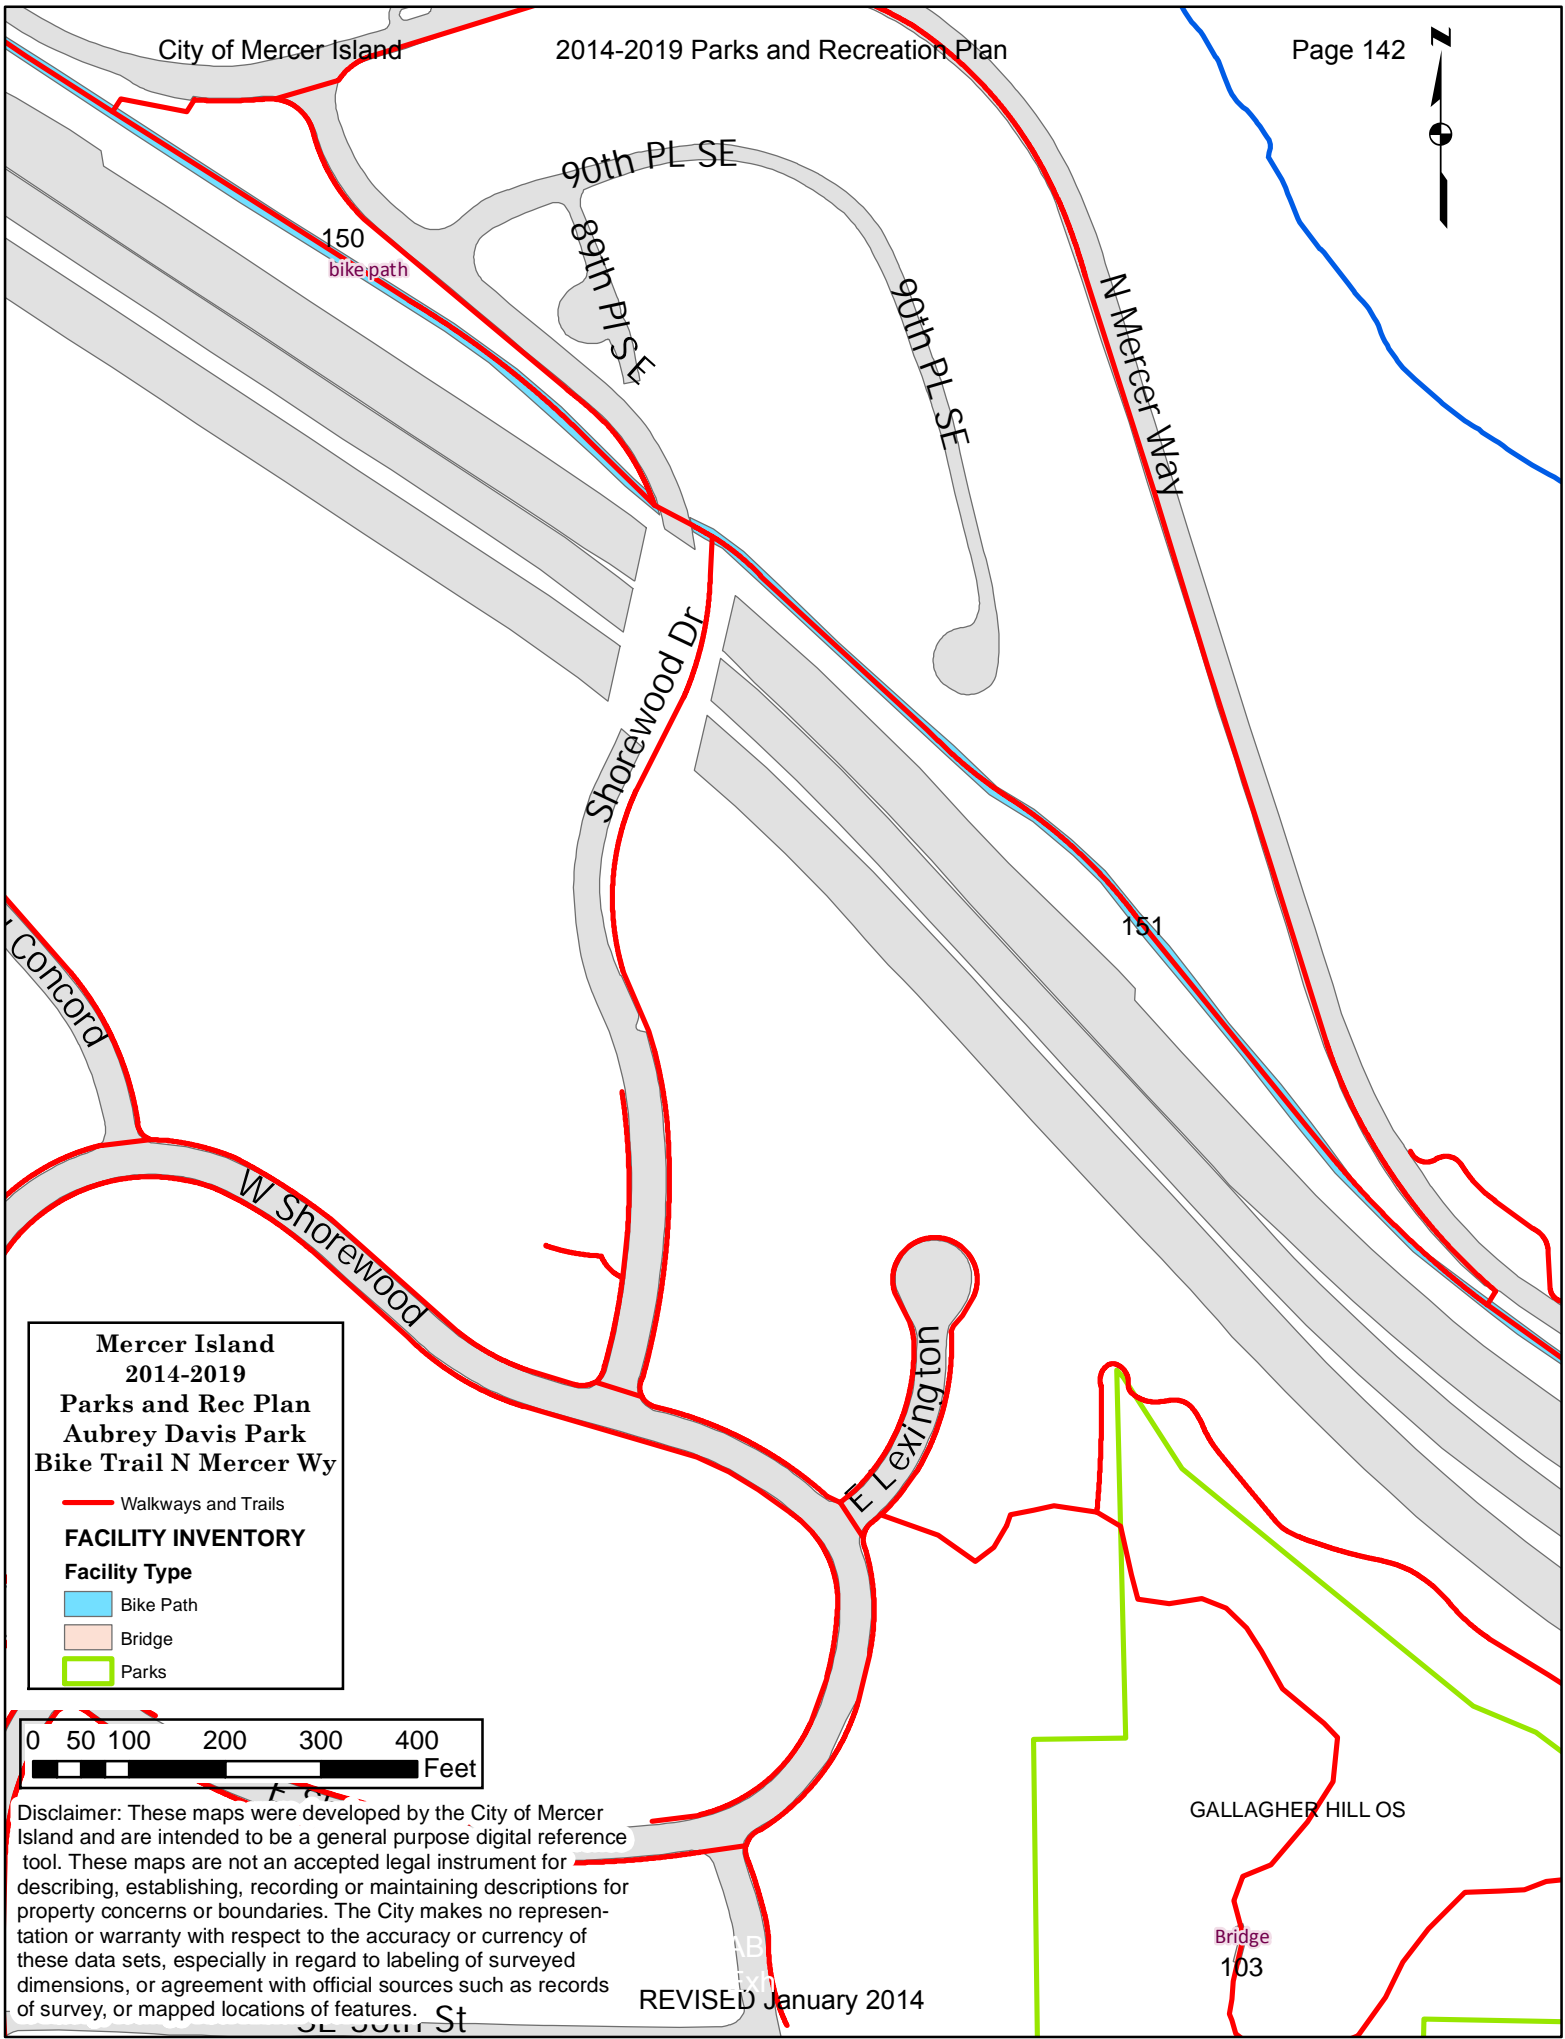 City of Mercer Island
2014-2019 Parks and Recreation Plan
Page 142
N
90th PL SE
150
bike path
89th Pl SE
90th PL SE
N Mercer Way
Shorewood Dr
151
Concord
W Shorewood
E Lexington
Mercer Island
2014-2019
Parks and Rec Plan
Aubrey Davis Park
Bike Trail N Mercer Wy
Walkways and Trails
FACILITY INVENTORY
Facility Type
Bike Path
Bridge
Parks
0 50 100 200 300 400
Feet
GALLAGHER HILL OS
Bridge
103
Disclaimer: These maps were developed by the City of Mercer
Island and are intended to be a general purpose digital reference
tool. These maps are not an accepted legal instrument for
describing, establishing, recording or maintaining descriptions for
property concerns or boundaries. The City makes no represen-
tation or warranty with respect to the accuracy or currency of
these data sets, especially in regard to labeling of surveyed
dimensions, or agreement with official sources such as records
of survey, or mapped locations of features.
AB
Exh
REVISED January 2014
St